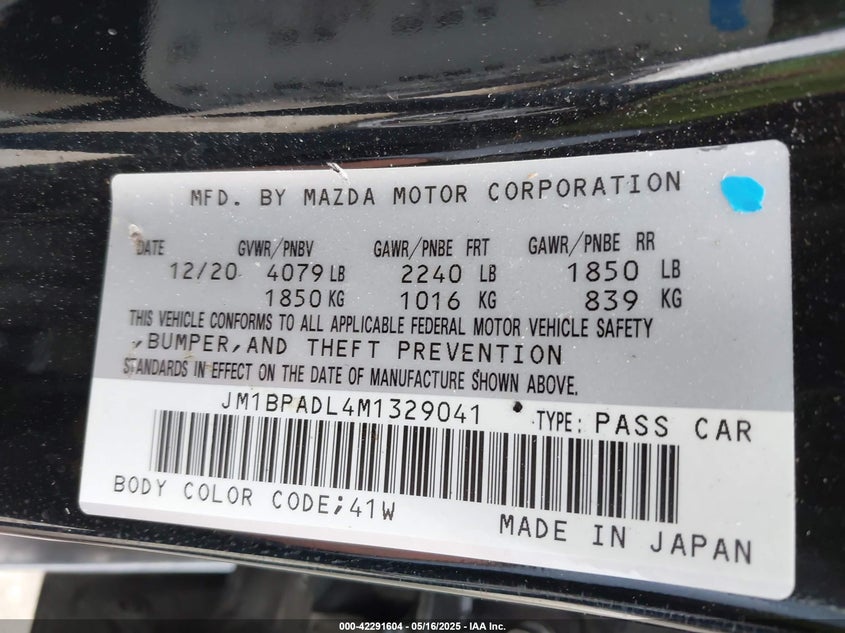 MFD. BY MAZDA MOTOR CORPORATION
DATE GVWR/PNBV GAWR/PNBE FRT GAWR/PNBE RR
12/20 4079 LB 2240 LB 1850 LB
1850 KG 1016 KG 839 KG
THIS VEHICLE CONFORMS TO ALL APPLICABLE FEDERAL MOTOR VEHICLE SAFETY
,BUMPER,AND THEFT PREVENTION
STANDARDS IN EFFECT ON THE DATE OF MANUFACTURE SHOWN ABOVE.
JM1BPADL4M1329041 TYPE: PASS CAR
BODY COLOR CODE;41W
MADE IN JAPAN
000-42291604 - 05/16/2025 - IAA Inc.